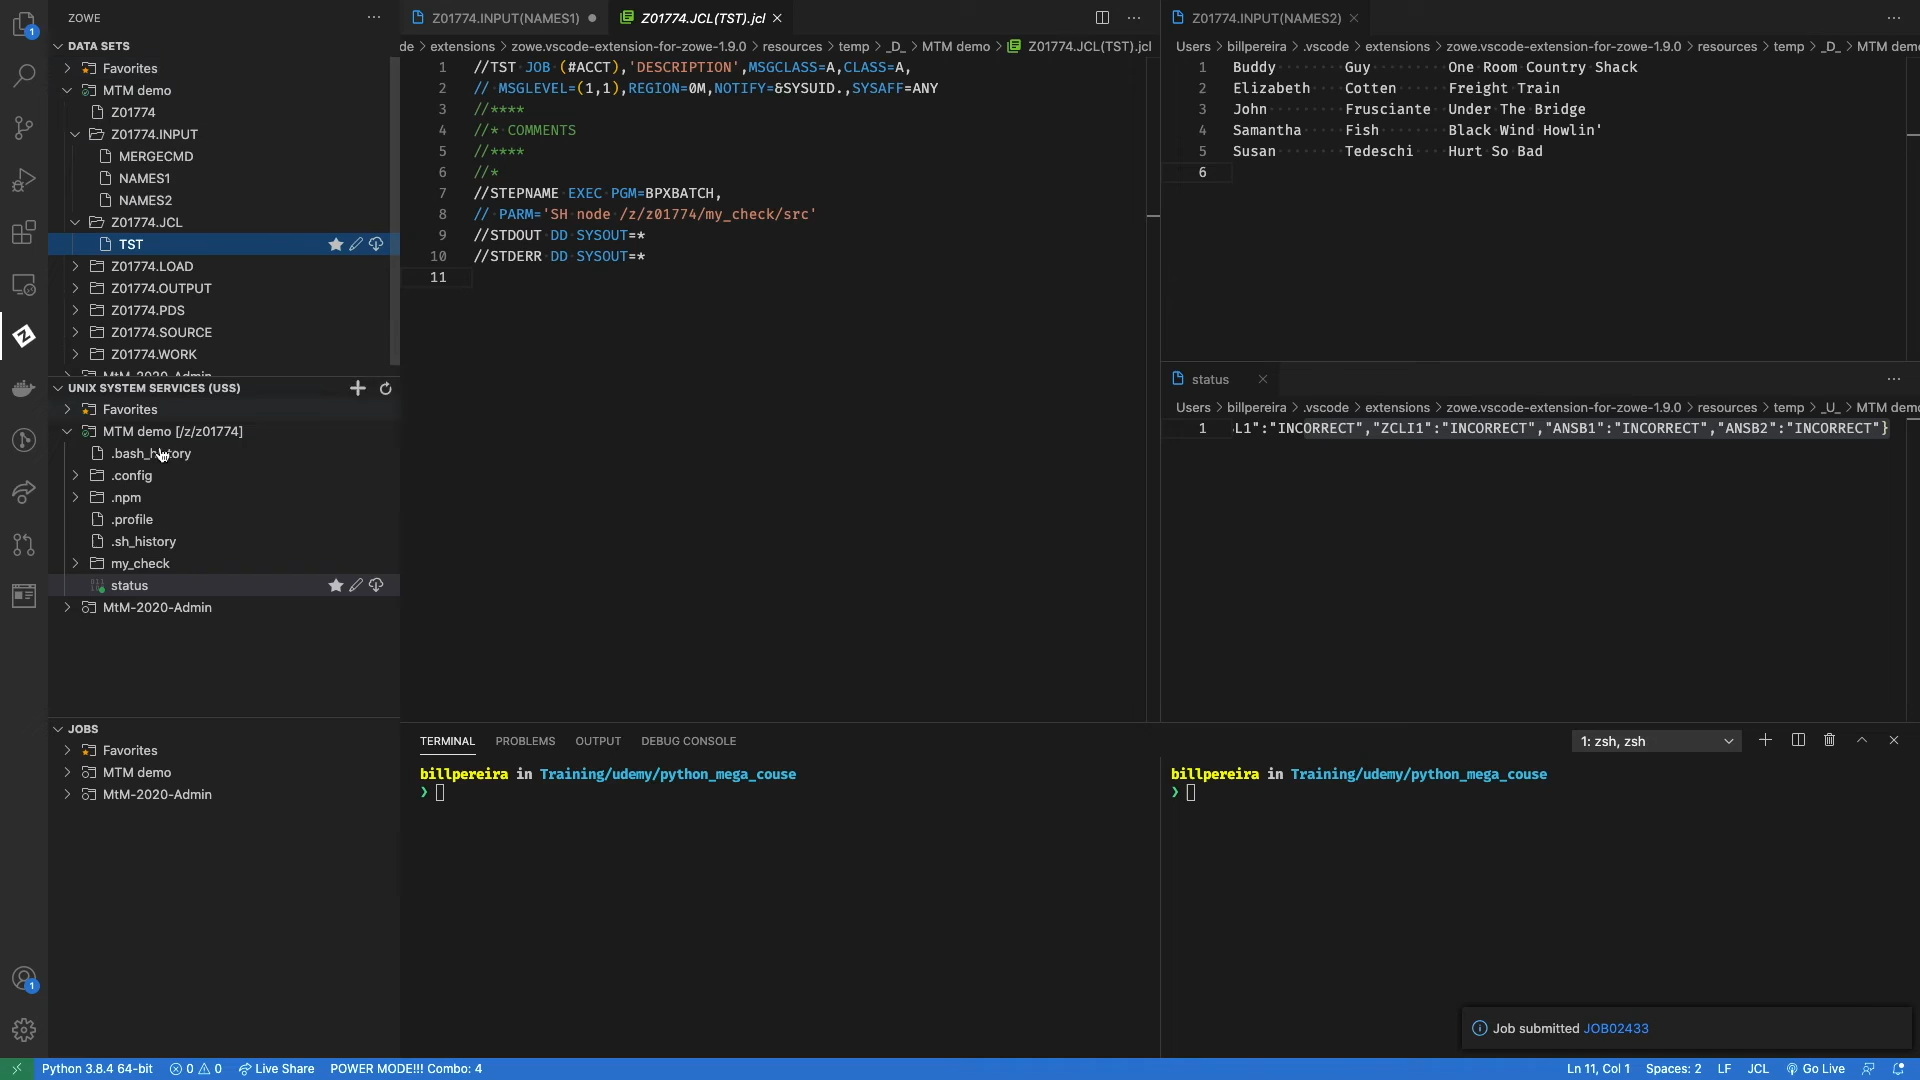 ZOWE
DATA SETS
Favorites
MTM demo
Z01774
Z01774.INPUT
MERGECMD
NAMES1
NAMES2
Z01774.JCL
TST
Z01774.LOAD
Z01774.OUTPUT
Z01774.PDS
Z01774.SOURCE
Z01774.WORK
UNIX SYSTEM SERVICES (USS)
Favorites
MTM demo [/z/z01774]
.bash_history
.config
.npm
.profile
.sh_history
my_check
status
MtM-2020-Admin
JOBS
Favorites
MTM demo
MtM-2020-Admin
Z01774.INPUT(NAMES1)
Z01774.JCL(TST).jcl
de > extensions > zowe.vscode-extension-for-zowe-1.9.0 > resources > temp > _D_ > MTM demo > Z01774.JCL(TST).jcl
1 //TST JOB (#ACCT),'DESCRIPTION',MSGCLASS=A,CLASS=A,
2 // MSGLEVEL=(1,1),REGION=0M,NOTIFY=&SYSUID.,SYSAFF=ANY
3 //****
4 //* COMMENTS
5 //****
6 //*
7 //STEPNAME EXEC PGM=BPXBATCH,
8 // PARM='SH node /z/z01774/my_check/src'
9 //STDOUT DD SYSOUT=*
10 //STDERR DD SYSOUT=*
11
Z01774.INPUT(NAMES2)
Users > billpereira > .vscode > extensions > zowe.vscode-extension-for-zowe-1.9.0 > resources > temp > _D_ > MTM dem
1 Buddy Guy One Room Country Shack
2 Elizabeth Cotten Freight Train
3 John Frusciante Under The Bridge
4 Samantha Fish Black Wind Howlin'
5 Susan Tedeschi Hurt So Bad
6
status
Users > billpereira > .vscode > extensions > zowe.vscode-extension-for-zowe-1.9.0 > resources > temp > _U_ > MTM dem
1 L1":"INCORRECT","ZCLI1":"INCORRECT","ANSB1":"INCORRECT","ANSB2":"INCORRECT"}
TERMINAL PROBLEMS OUTPUT DEBUG CONSOLE
1: zsh, zsh
billpereira in Training/udemy/python_mega_couse
❯
billpereira in Training/udemy/python_mega_couse
❯
Job submitted JOB02433
1
1
Python 3.8.4 64-bit 0 0 Live Share POWER MODE!!! Combo: 4
Ln 11, Col 1 Spaces: 2 LF JCL Go Live